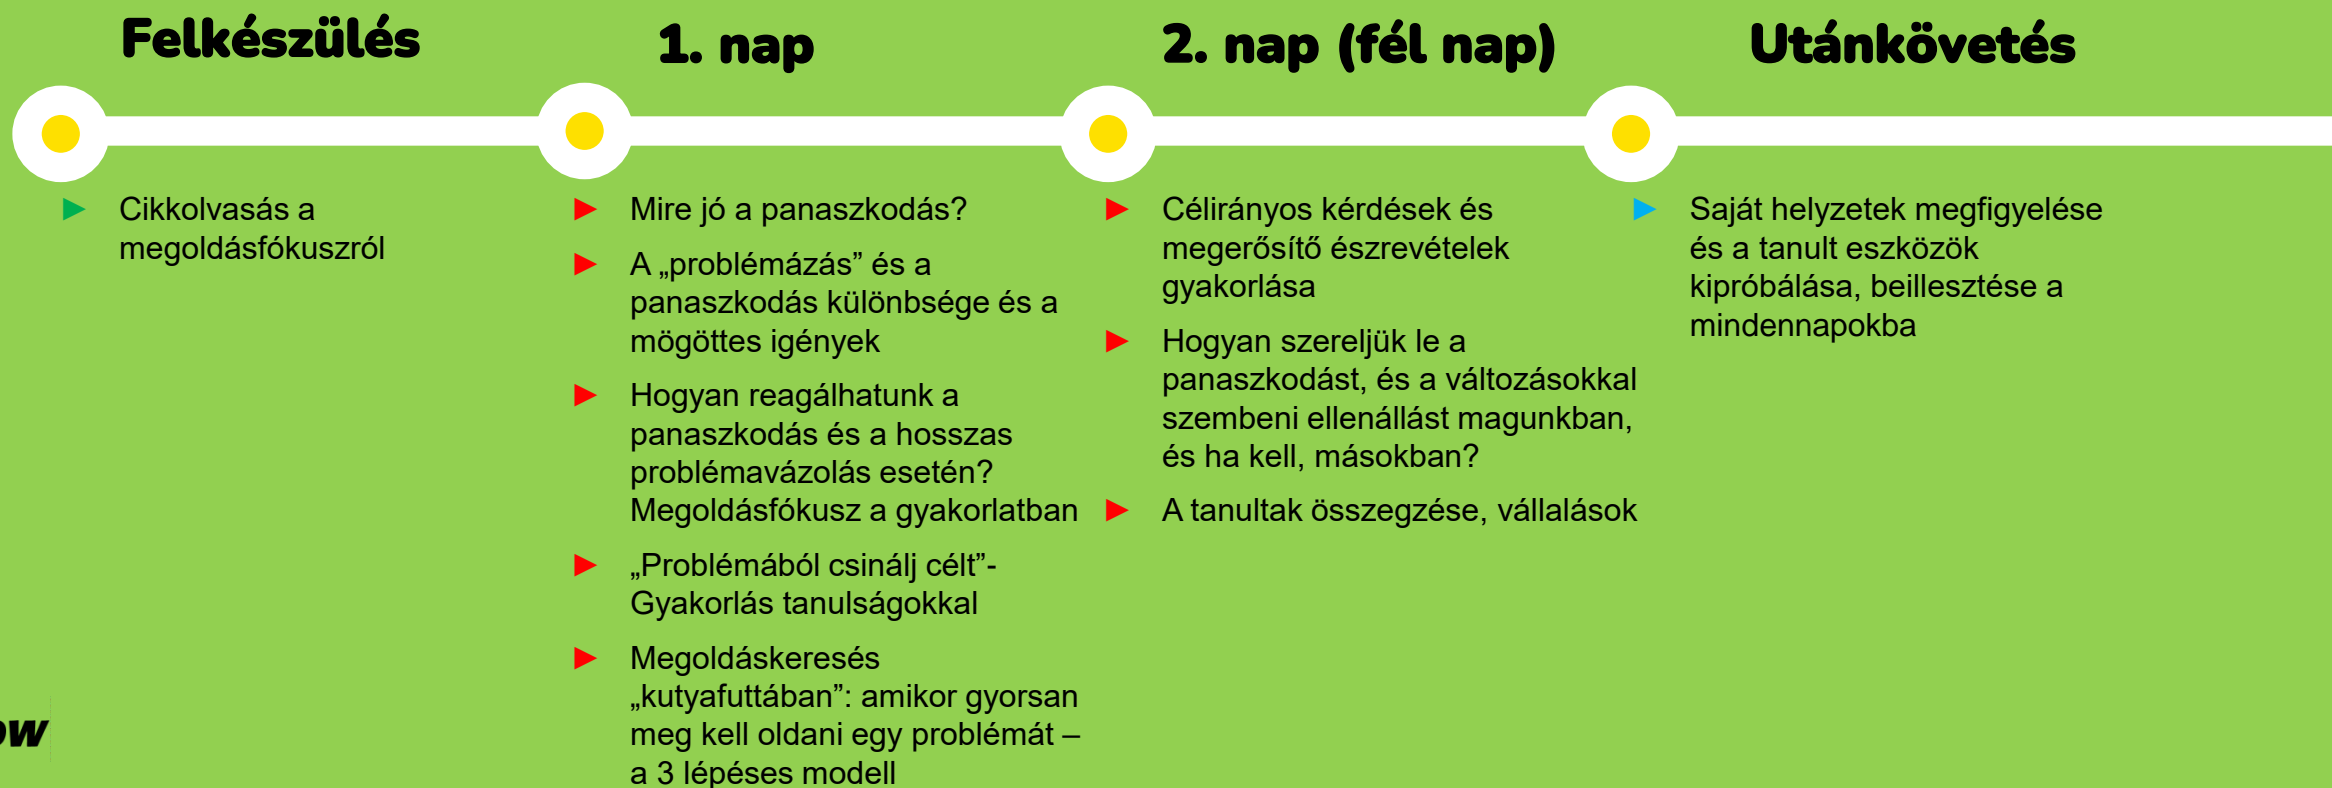 Felkészülés
Cikkolvasás a
megoldásfókuszról
1. nap
Mire jó a panaszkodás?
A „problémázás” és a
panaszkodás különbsége és a
mögöttes igények
Hogyan reagálhatunk a
panaszkodás és a hosszas
problémavázolás esetén?
Megoldásfókusz a gyakorlatban
„Problémából csinálj célt”-
Gyakorlás tanulságokkal
Megoldáskeresés
„kutyafuttában”: amikor gyorsan
meg kell oldani egy problémát –
a 3 lépéses modell
2. nap (fél nap)
Célirányos kérdések és
megerősítő észrevételek
gyakorlása
Hogyan szereljük le a
panaszkodást, és a változásokkal
szembeni ellenállást magunkban,
és ha kell, másokban?
A tanultak összegzése, vállalások
Utánkövetés
Saját helyzetek megfigyelése
és a tanult eszközök
kipróbálása, beillesztése a
mindennapokba